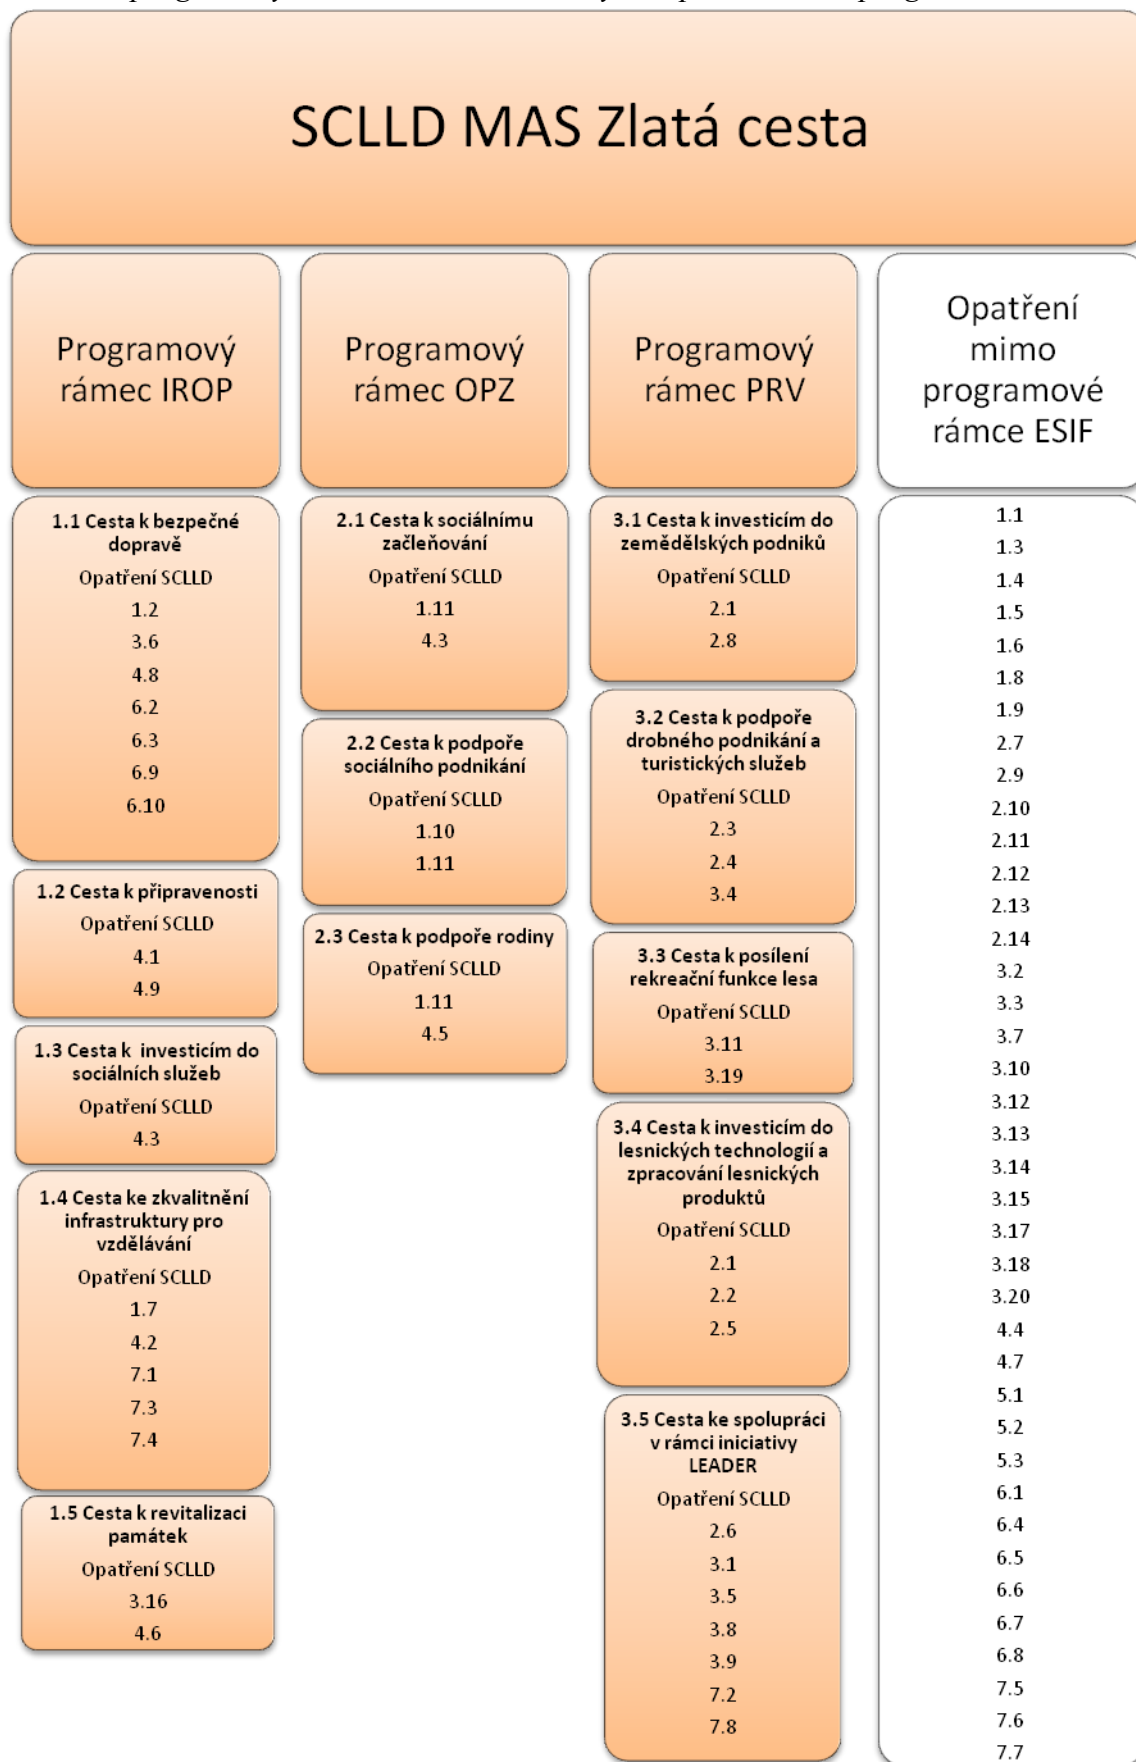 SCLLD MAS Zlatá cesta
Programový
rámec IROP
1.1 Cesta k bezpečné
dopravě
Opatření SCLLD
1.2
3.6
4.8
6.2
6.3
6.9
6.10
1.2 Cesta k připravenosti
Opatření SCLLD
4.1
4.9
1.3 Cesta k investicím do
sociálních služeb
Opatření SCLLD
4.3
1.4 Cesta ke zkvalitnění
infrastruktury pro
vzdělávání
Opatření SCLLD
1.7
4.2
7.1
7.3
7.4
1.5 Cesta k revitalizaci
památek
Opatření SCLLD
3.16
4.6
Programový
rámec OPZ
2.1 Cesta k sociálnímu
začleňování
Opatření SCLLD
1.11
4.3
2.2 Cesta k podpoře
sociálního podnikání
Opatření SCLLD
1.10
1.11
2.3 Cesta k podpoře rodiny
Opatření SCLLD
1.11
4.5
Programový
rámec PRV
3.1 Cesta k investicím do
zemědělských podniků
Opatření SCLLD
2.1
2.8
3.2 Cesta k podpoře
drobného podnikání a
turistických služeb
Opatření SCLLD
2.3
2.4
3.4
3.3 Cesta k posílení
rekreační funkce lesa
Opatření SCLLD
3.11
3.19
3.4 Cesta k investicím do
lesnických technologií a
zpracování lesnických
produktů
Opatření SCLLD
2.1
2.2
2.5
3.5 Cesta ke spolupráci
v rámci iniciativy
LEADER
Opatření SCLLD
2.6
3.1
3.5
3.8
3.9
7.2
7.8
Opatření
mimo
programové
rámce ESIF
1.1
1.3
1.4
1.5
1.6
1.8
1.9
2.7
2.9
2.10
2.11
2.12
2.13
2.14
3.2
3.3
3.7
3.10
3.12
3.13
3.14
3.15
3.17
3.18
3.20
4.4
4.7
5.1
5.2
5.3
6.1
6.4
6.5
6.6
6.7
6.8
7.5
7.6
7.7